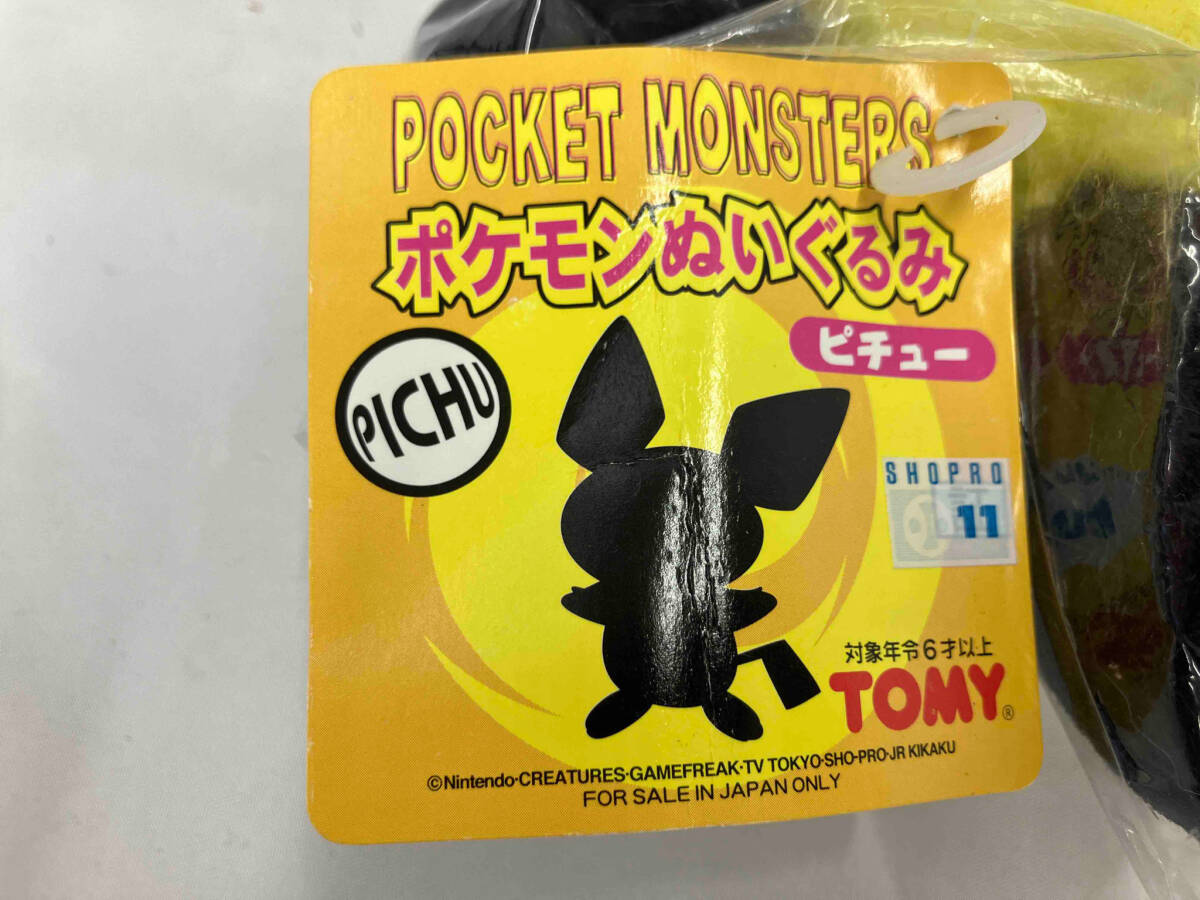 POCKET MONSTERS
ポケモンぬいぐるみ
ピチュー
PICHU
SHOPRO
11
対象年令6才以上
TOMY®
©Nintendo・CREATURES・GAMEFREAK・TV TOKYO・SHO-PRO・JR KIKAKU
FOR SALE IN JAPAN ONLY